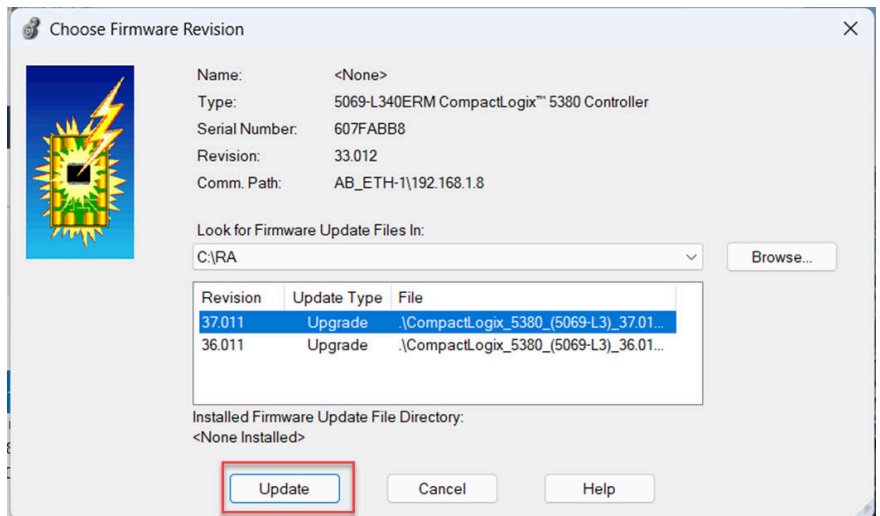 Choose Firmware Revision
Name: <None>
Type: 5069-L340ERM CompactLogix™ 5380 Controller
Serial Number: 607FABB8
Revision: 33.012
Comm. Path: AB_ETH-1\192.168.1.8
Look for Firmware Update Files In:
C:\RA
Browse...
Revision Update Type File
37.011 Upgrade .\CompactLogix_5380_(5069-L3)_37.01...
36.011 Upgrade .\CompactLogix_5380_(5069-L3)_36.01...
Installed Firmware Update File Directory:
<None Installed>
Update Cancel Help